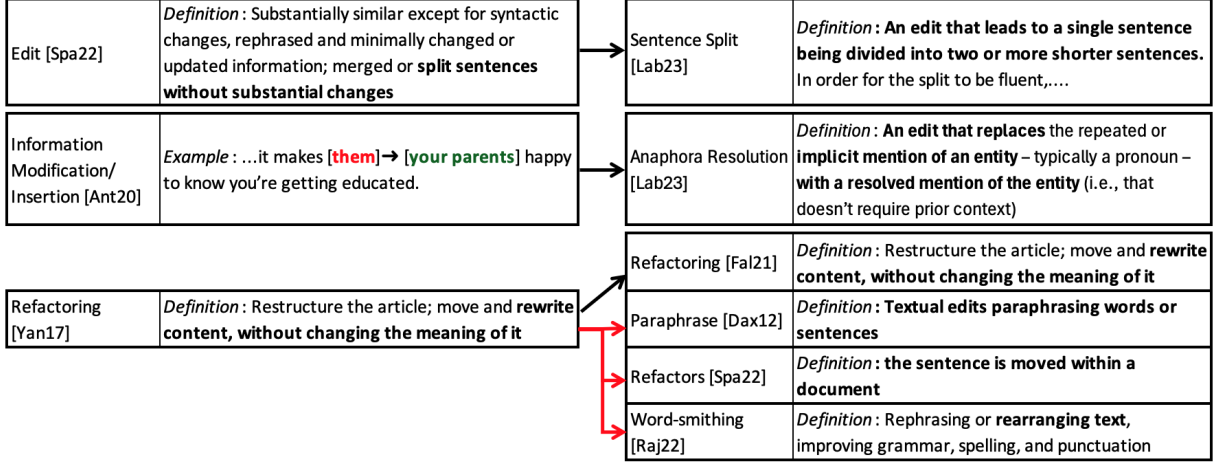 Edit [Spa22]
Definition : Substantially similar except for syntactic
changes, rephrased and minimally changed or
updated information; merged or split sentences
without substantial changes
Sentence Split
[Lab23]
Definition : An edit that leads to a single sentence
being divided into two or more shorter sentences.
In order for the split to be fluent,....
Information
Modification/
Insertion [Ant20]
Example : ...it makes [them]→ [your parents] happy
to know you're getting educated.
Anaphora Resolution
[Lab23]
Definition : An edit that replaces the repeated or
implicit mention of an entity – typically a pronoun –
with a resolved mention of the entity (i.e., that
doesn't require prior context)
Refactoring
[Yan17]
Definition : Restructure the article; move and rewrite
content, without changing the meaning of it
Refactoring [Fal21]
Definition : Restructure the article; move and rewrite
content, without changing the meaning of it
Paraphrase [Dax12]
Definition : Textual edits paraphrasing words or
sentences
Refactors [Spa22]
Definition : the sentence is moved within a
document
Word-smithing
[Raj22]
Definition : Rephrasing or rearranging text,
improving grammar, spelling, and punctuation